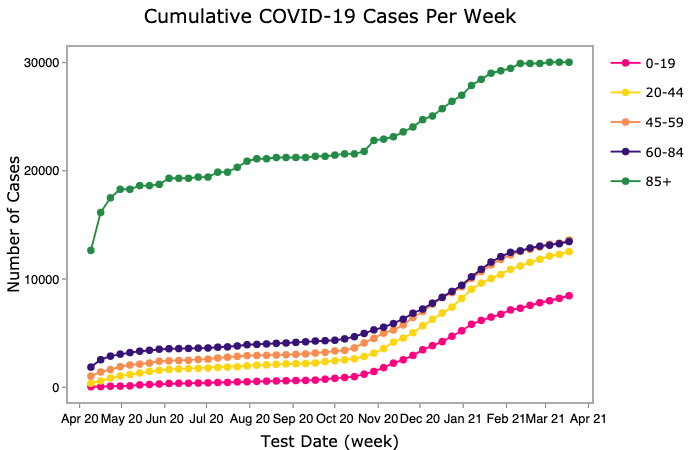 Cumulative COVID-19 Cases Per Week
30000
20000
10000
0
Number of Cases
Apr 20 May 20 Jun 20 Jul 20 Aug 20 Sep 20 Oct 20 Nov 20 Dec 20 Jan 21 Feb 21 Mar 21 Apr 21
Test Date (week)
0-19
20-44
45-59
60-84
85+